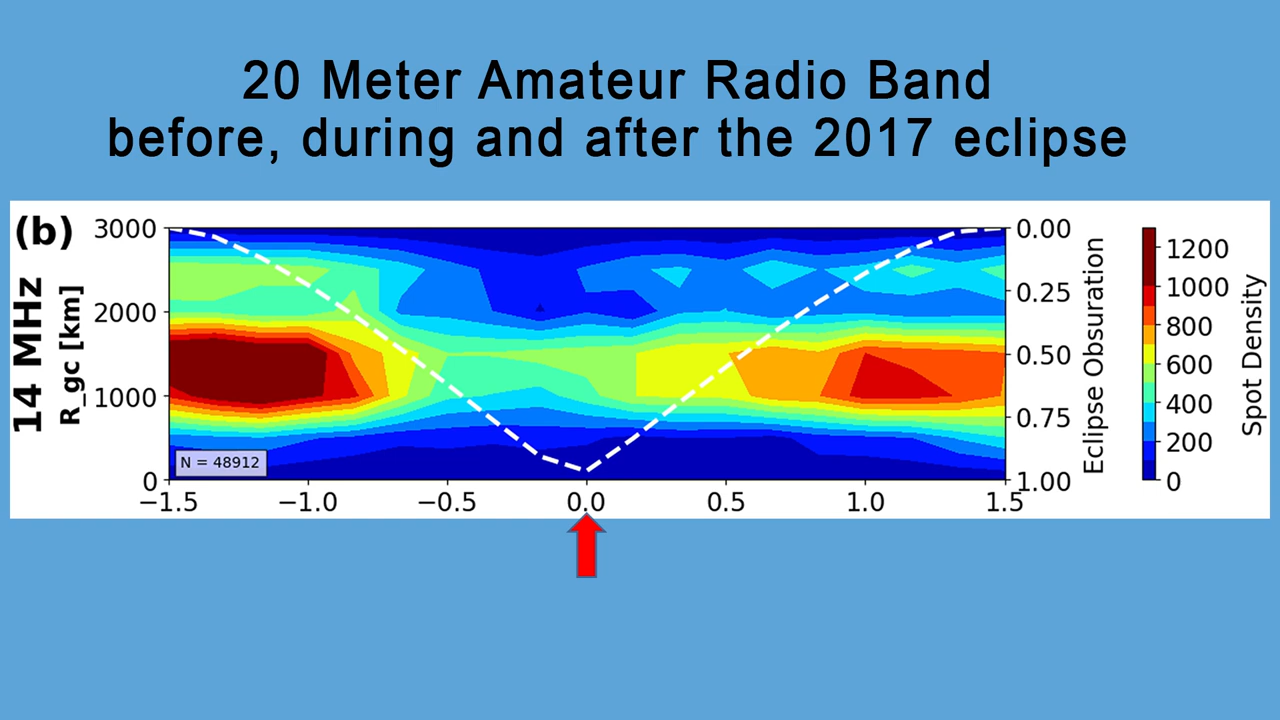 20 Meter Amateur Radio Band
before, during and after the 2017 eclipse
(b)
14 MHz
R_gc [km]
3000
2000
1000
0
N = 48912
−1.5
−1.0
−0.5
0.0
0.5
1.0
1.5
0.00
0.25
0.50
0.75
1.00
Eclipse Obsuration
1200
1000
800
600
400
200
0
Spot Density